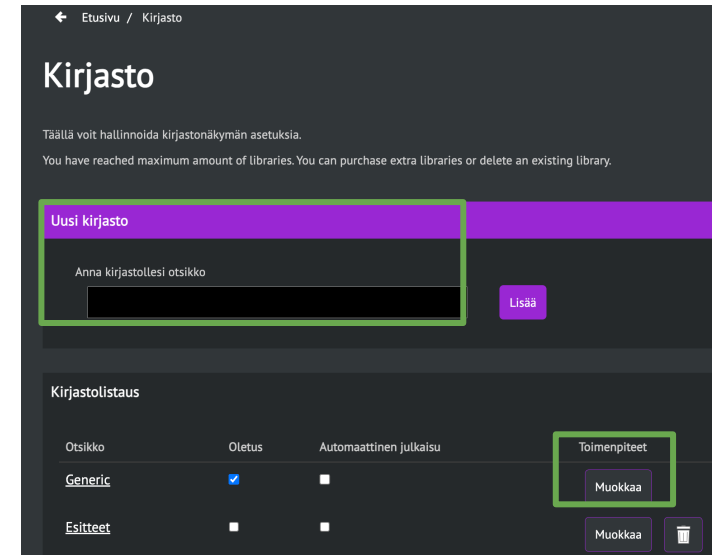 Etusivu / Kirjasto
Kirjasto
Täällä voit hallinnoida kirjastonäkymän asetuksia.
You have reached maximum amount of libraries. You can purchase extra libraries or delete an existing library.
Uusi kirjasto
Anna kirjastollesi otsikko
Lisää
Kirjastolistaus
Otsikko Oletus Automaattinen julkaisu Toimenpiteet
Generic Muokkaa
Esitteet Muokkaa